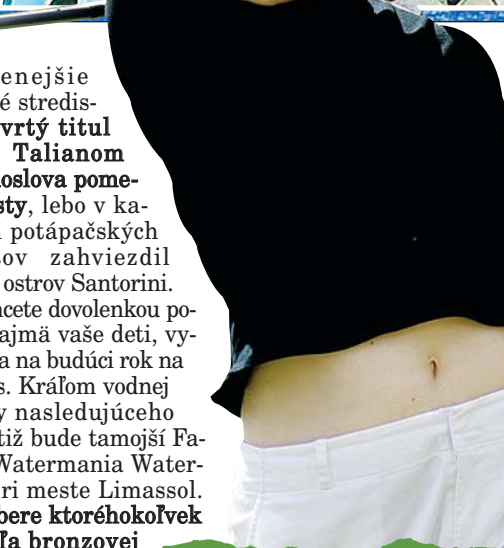 enejšie
é stredis-
vrtý titul
Talianom
oslova pome-
sty, lebo v ka-
i potápačských
ov zahviezdil
ostrov Santorini.
hcete dovolenkou po-
ajmä vaše deti, vy-
a na budúci rok na
s. Kráľom vodnej
y nasledujúceho
tiž bude tamojší Fa-
Watermania Water-
ri meste Limassol.
bere ktoréhokoľvek
ľa bronzovej